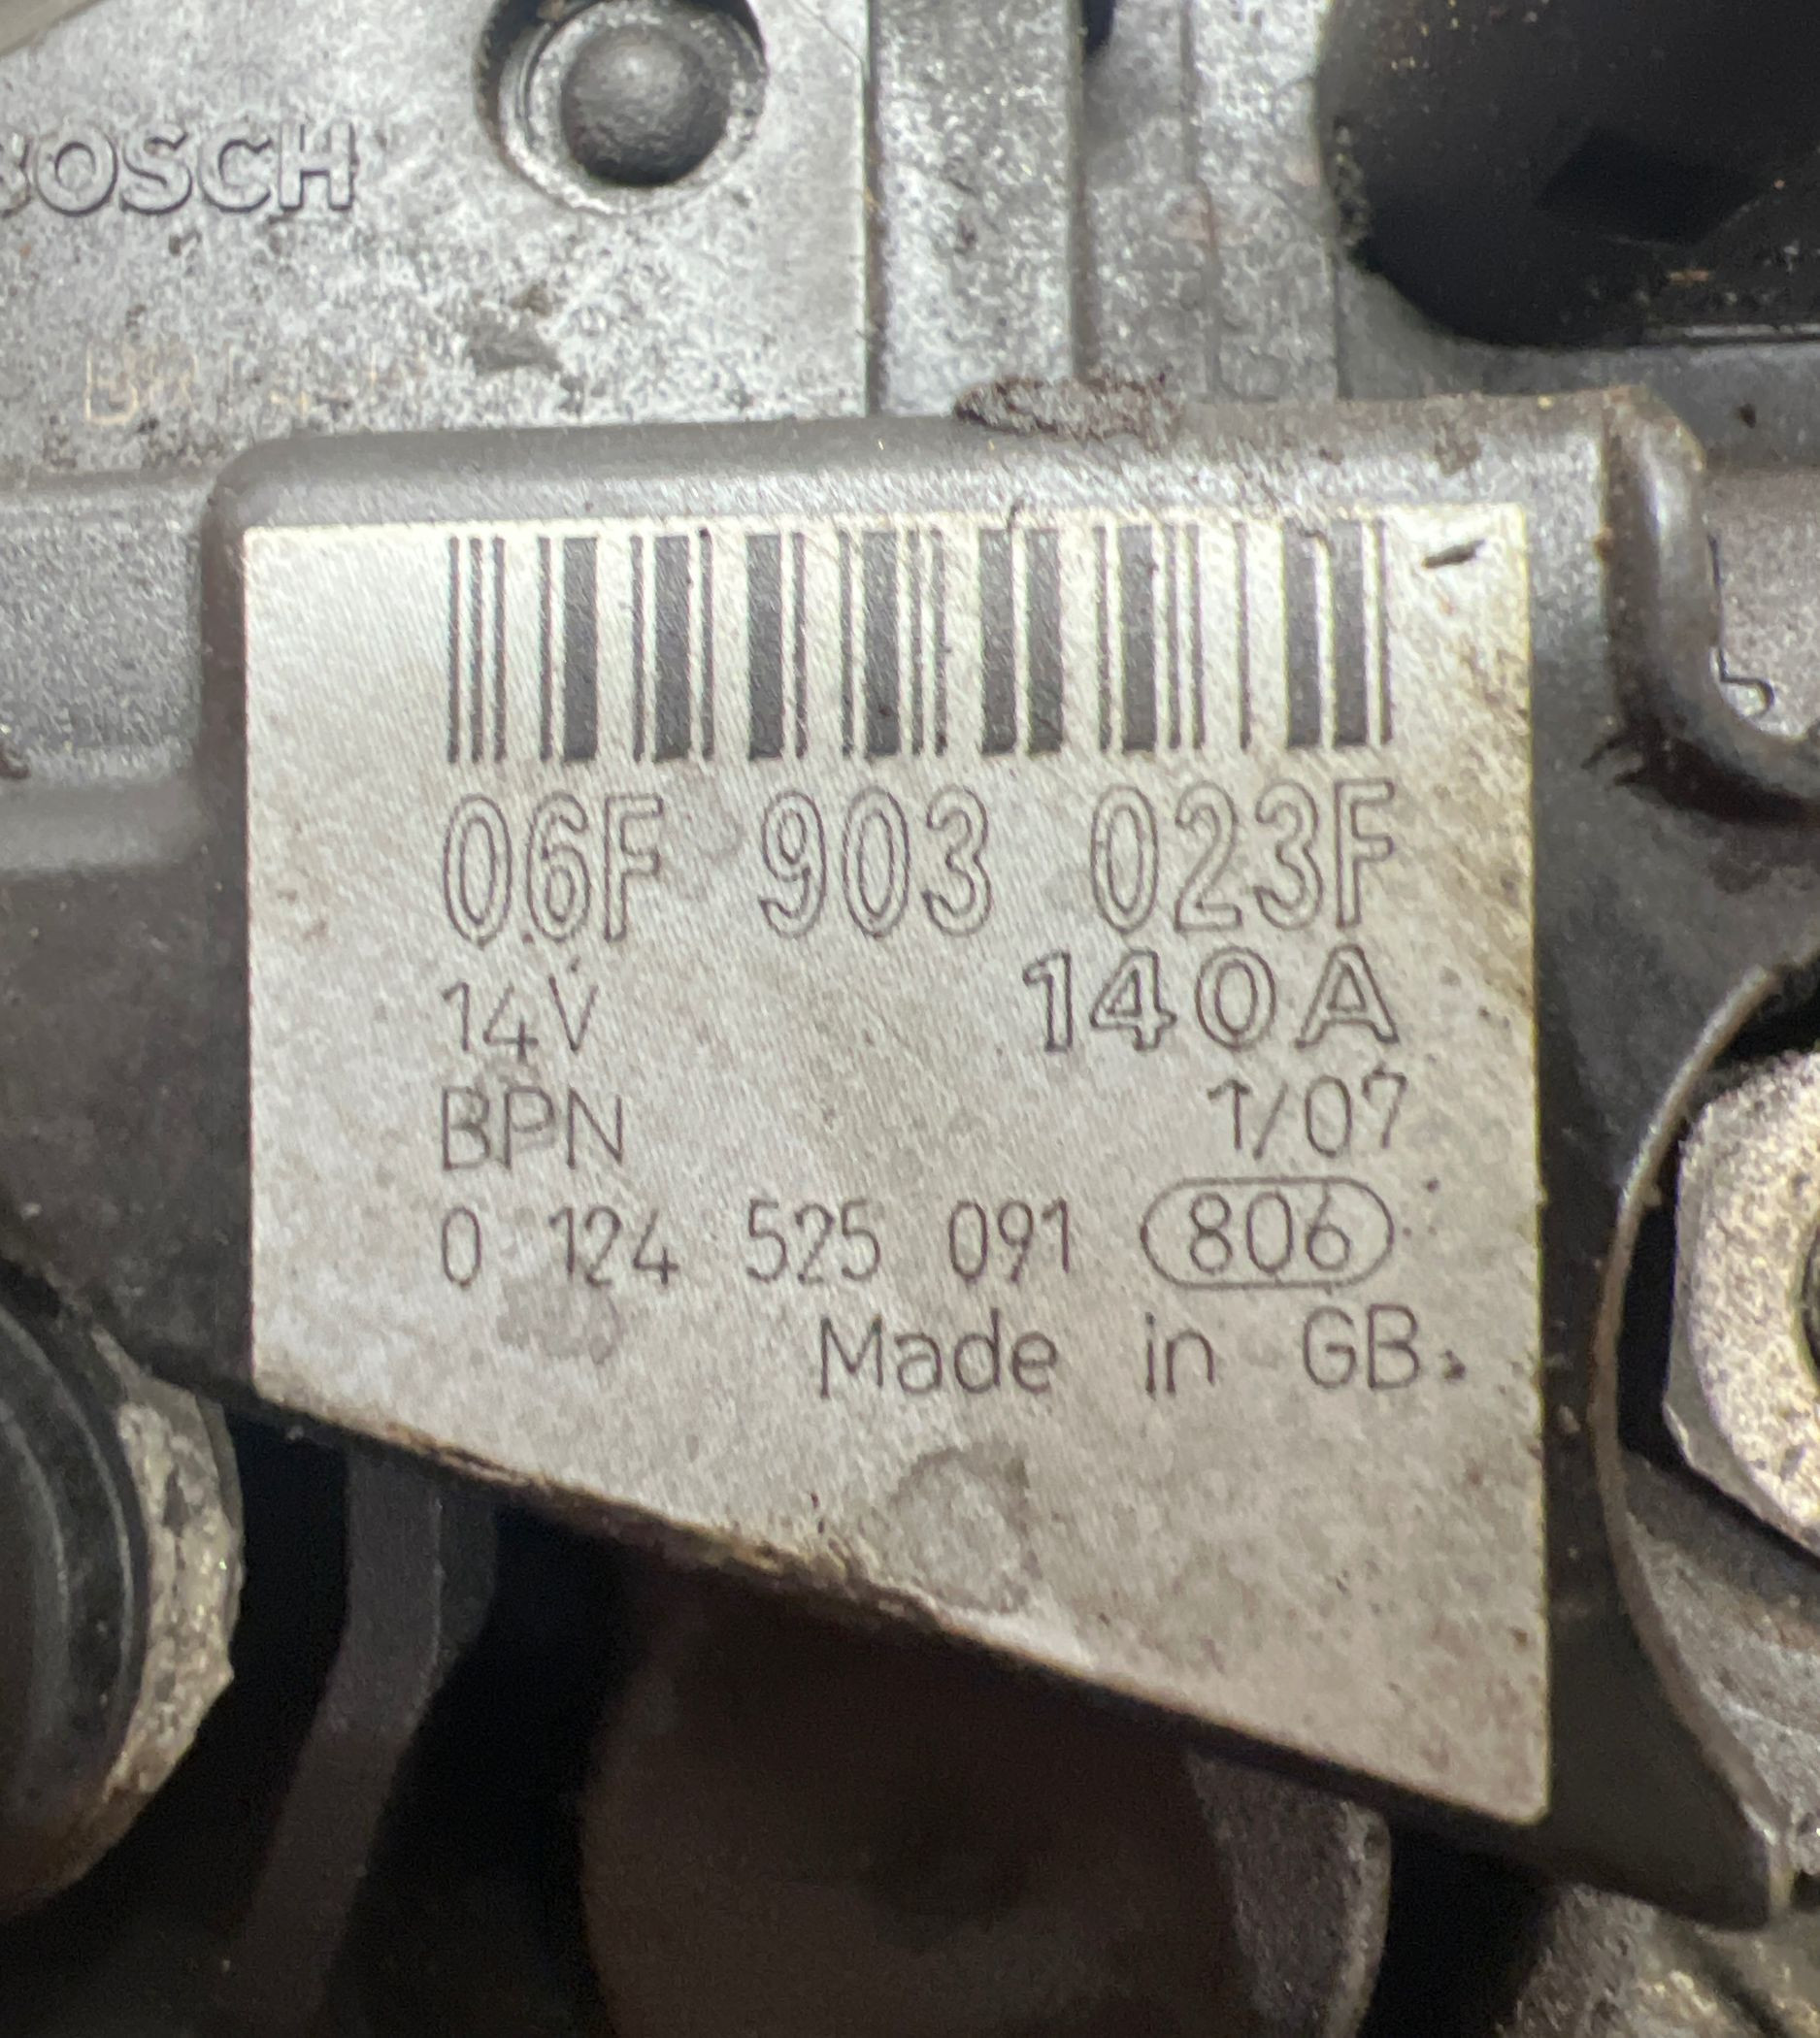 BOSCH
06F 903 023F
14V 140A
BPN 1/07
0 124 525 091 806
Made in GB.